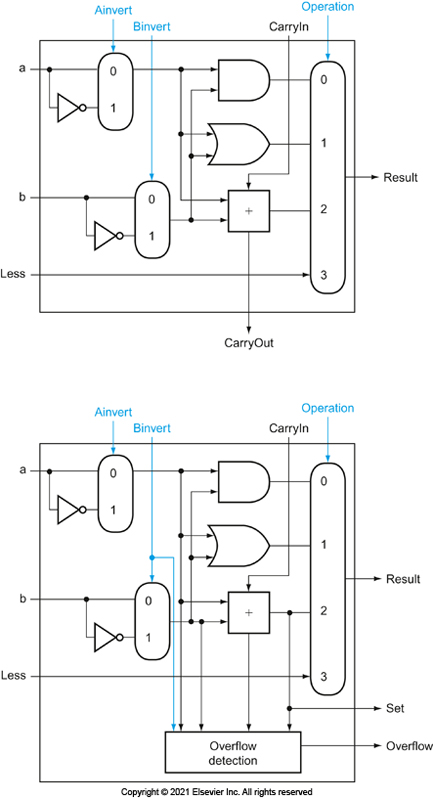 Ainvert
Binvert
CarryIn
Operation
a
0
1
0
1
b
0
1
+
2
Less
3
Result
CarryOut
Ainvert
Binvert
CarryIn
Operation
a
0
1
0
1
b
0
1
+
2
Less
3
Result
Set
Overflow
detection
Overflow
Copyright © 2021 Elsevier Inc. All rights reserved